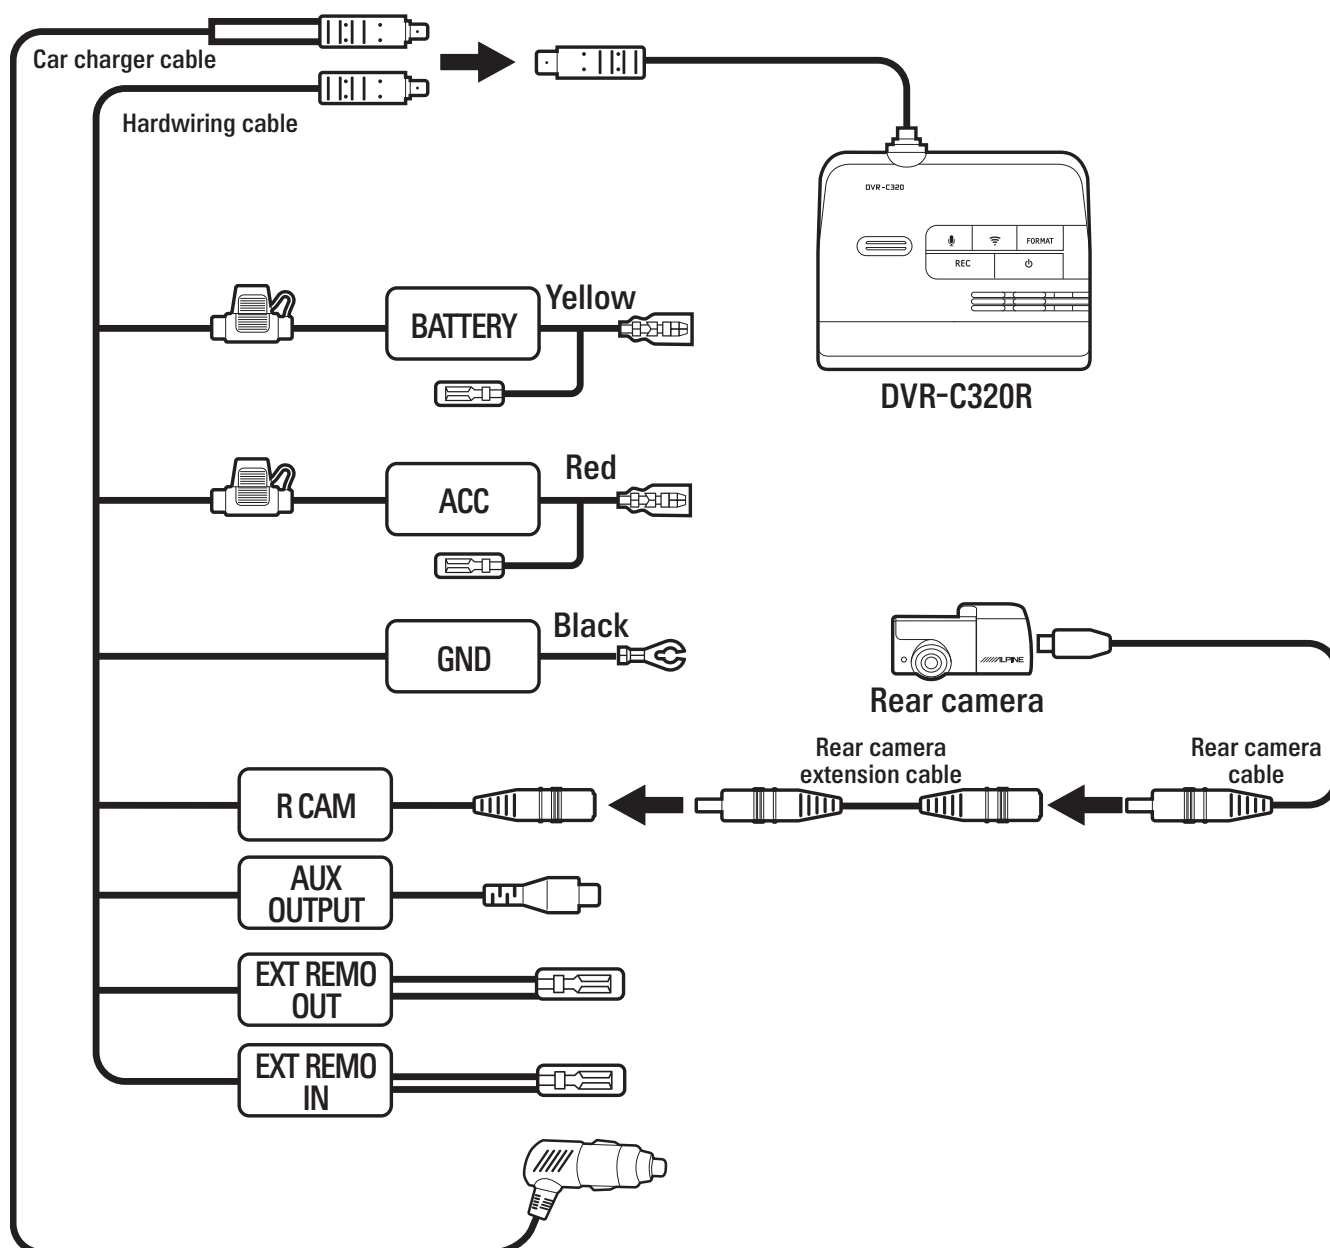 Car charger cable
Hardwiring cable
DVR-C320
FORMAT
REC
DVR-C320R
BATTERY
Yellow
ACC
Red
GND
Black
ALPINE
Rear camera
Rear camera
extension cable
Rear camera
cable
R CAM
AUX
OUTPUT
EXT REMO
OUT
EXT REMO
IN